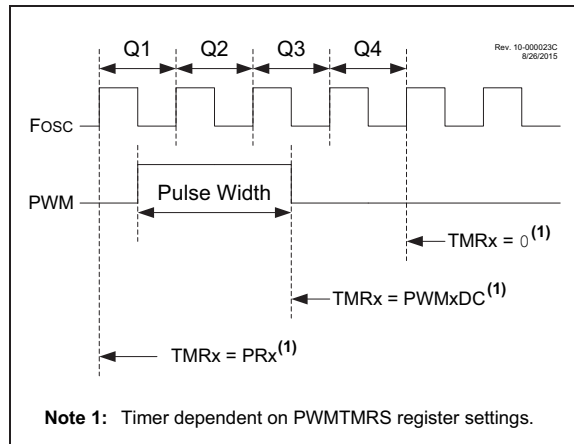 Q1 Q2 Q3 Q4
Rev. 10-000023C
8/26/2015
FOSC
Pulse Width
PWM
TMRx = 0(1)
TMRx = PWMxDC(1)
TMRx = PRx(1)
Note 1: Timer dependent on PWMTMRS register settings.